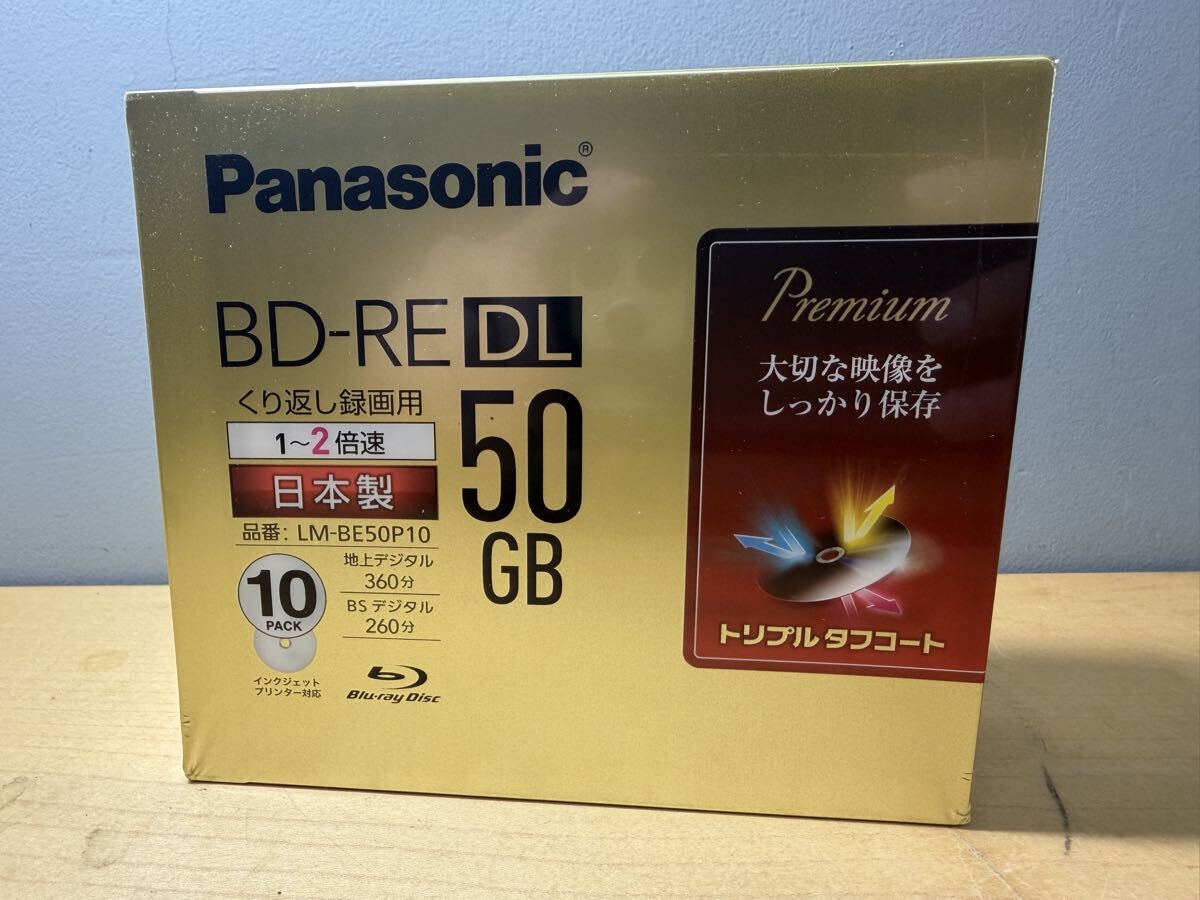 Panasonic®
BD-RE DL
くり返し録画用
1～2倍速
日本製
品番: LM-BE50P10
50
GB
10
PACK
地上デジタル
360分
BSデジタル
260分
インクジェット
プリンター対応
Blu-ray Disc
Premium
大切な映像を
しっかり保存
トリプル タフコート